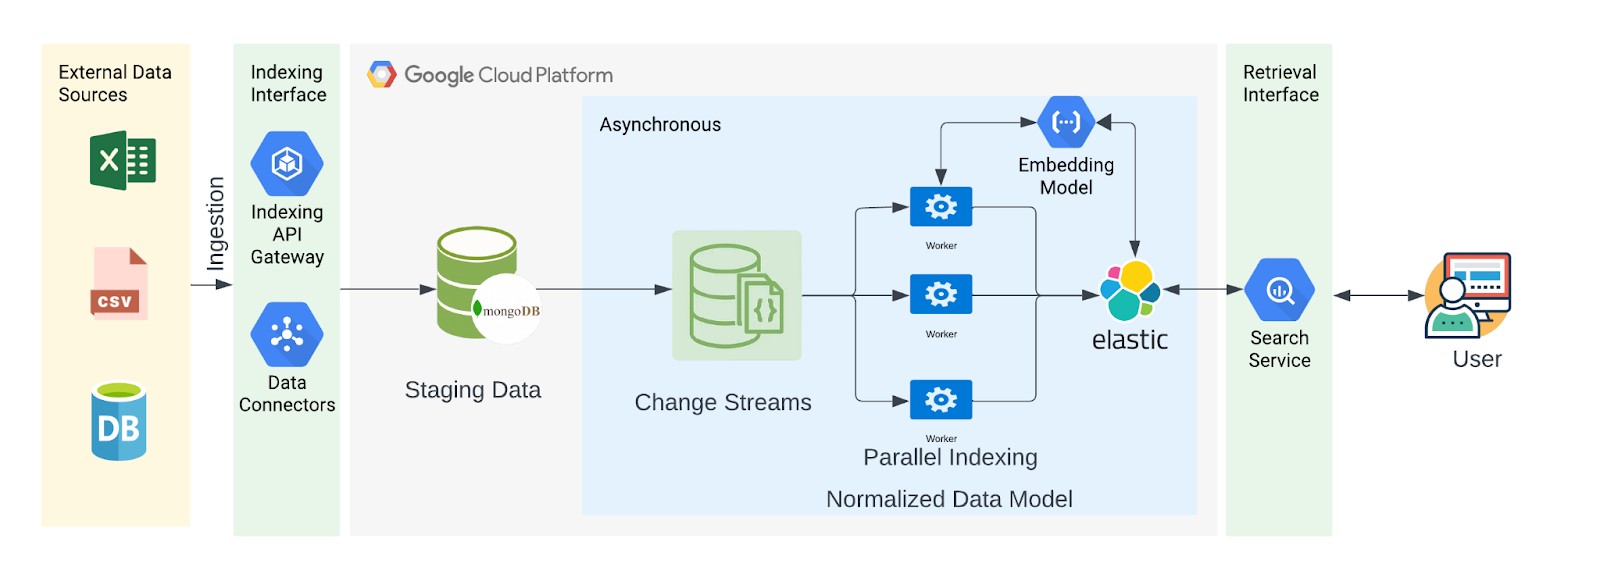 External Data
Sources
CSV
DB
Ingestion
Indexing
Interface
Indexing
API
Gateway
Data
Connectors
Google Cloud Platform
mongoDB
Staging Data
Asynchronous
Change Streams
Embedding
Model
Worker
Worker
Worker
Parallel Indexing
Normalized Data Model
elastic
Retrieval
Interface
Search
Service
User